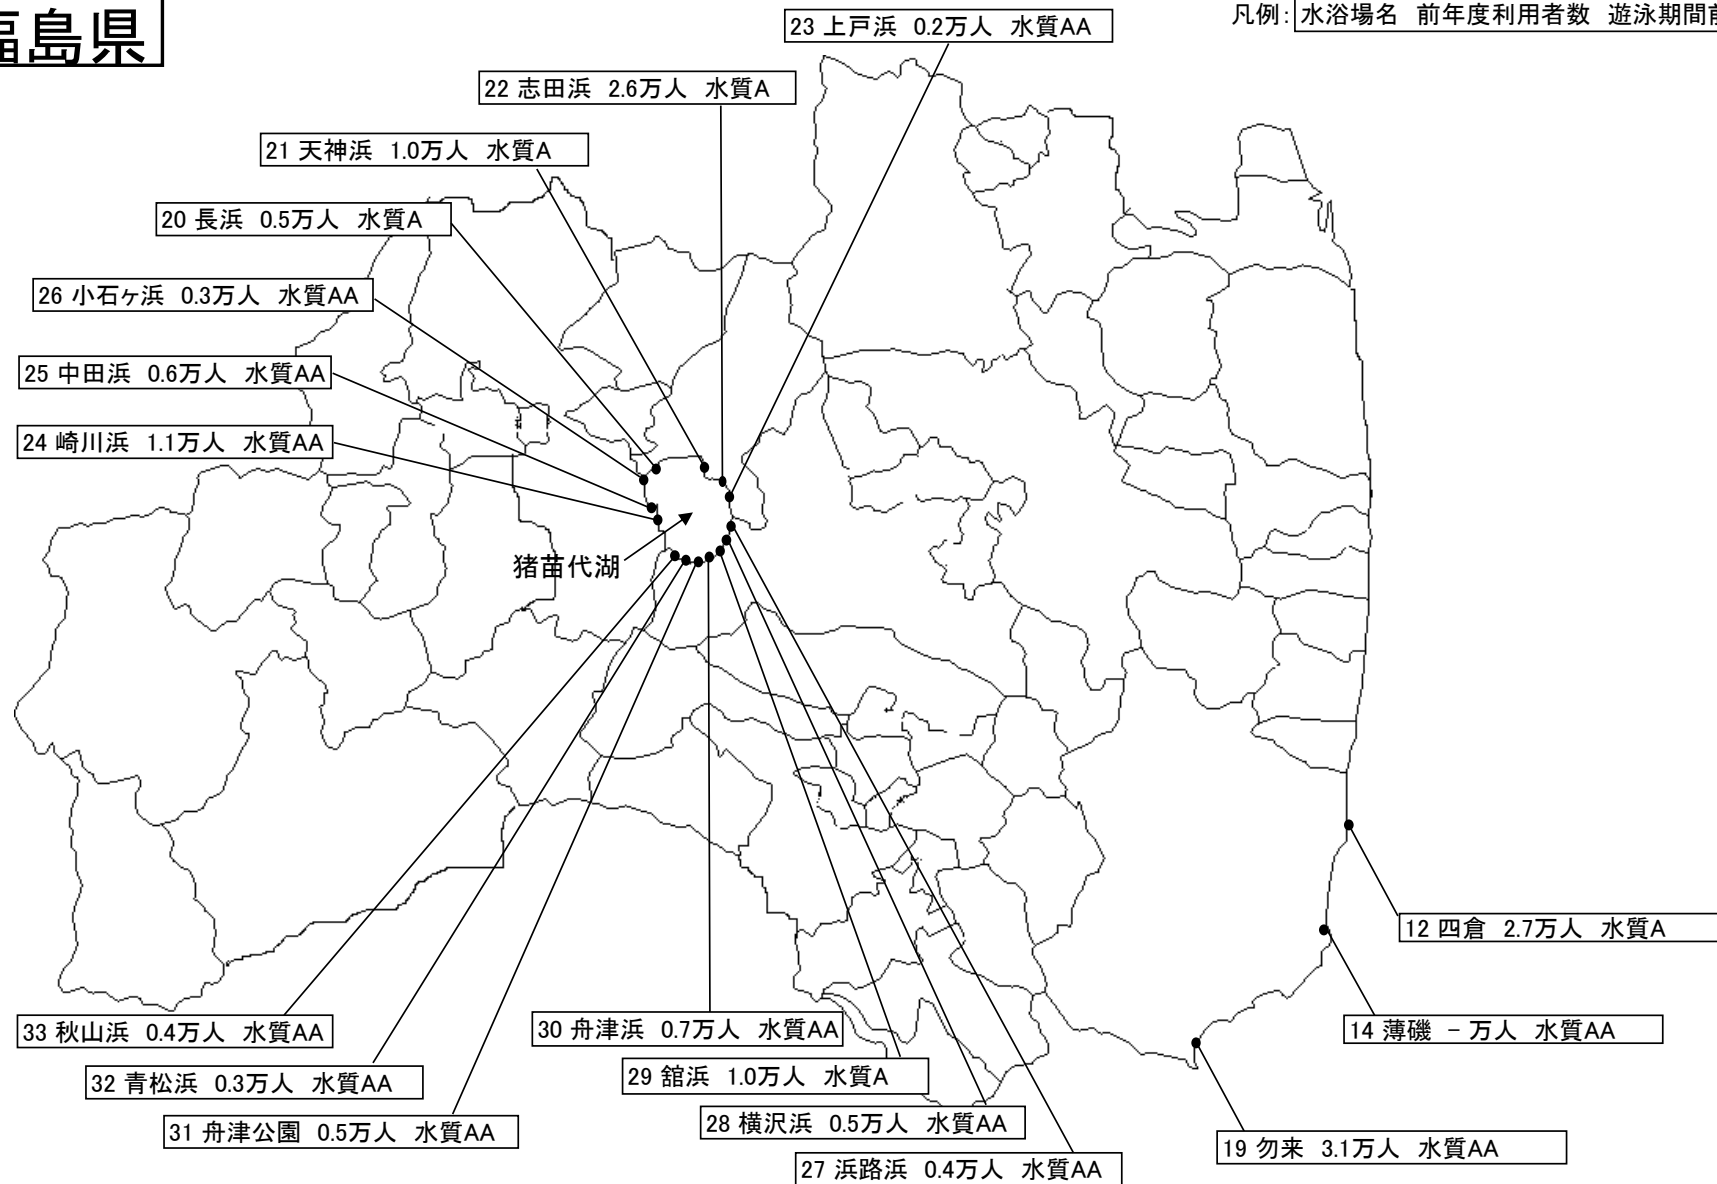 福島県
凡例: 水浴場名 前年度利用者数 遊泳期間前
23 上戸浜 0.2万人 水質AA
22 志田浜 2.6万人 水質A
21 天神浜 1.0万人 水質A
20 長浜 0.5万人 水質A
26 小石ヶ浜 0.3万人 水質AA
25 中田浜 0.6万人 水質AA
24 崎川浜 1.1万人 水質AA
猪苗代湖
12 四倉 2.7万人 水質A
14 薄磯 － 万人 水質AA
19 勿来 3.1万人 水質AA
33 秋山浜 0.4万人 水質AA
32 青松浜 0.3万人 水質AA
31 舟津公園 0.5万人 水質AA
30 舟津浜 0.7万人 水質AA
29 舘浜 1.0万人 水質A
28 横沢浜 0.5万人 水質AA
27 浜路浜 0.4万人 水質AA